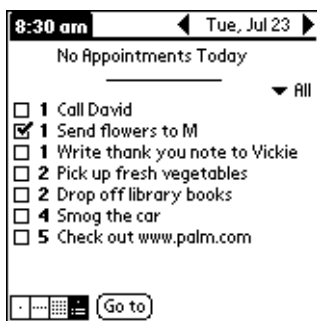 8:30 am Tue, Jul 23
No Appointments Today
All
1 Call David
1 Send flowers to M
1 Write thank you note to Vickie
2 Pick up fresh vegetables
2 Drop off library books
4 Smog the car
5 Check out www.palm.com
Go to